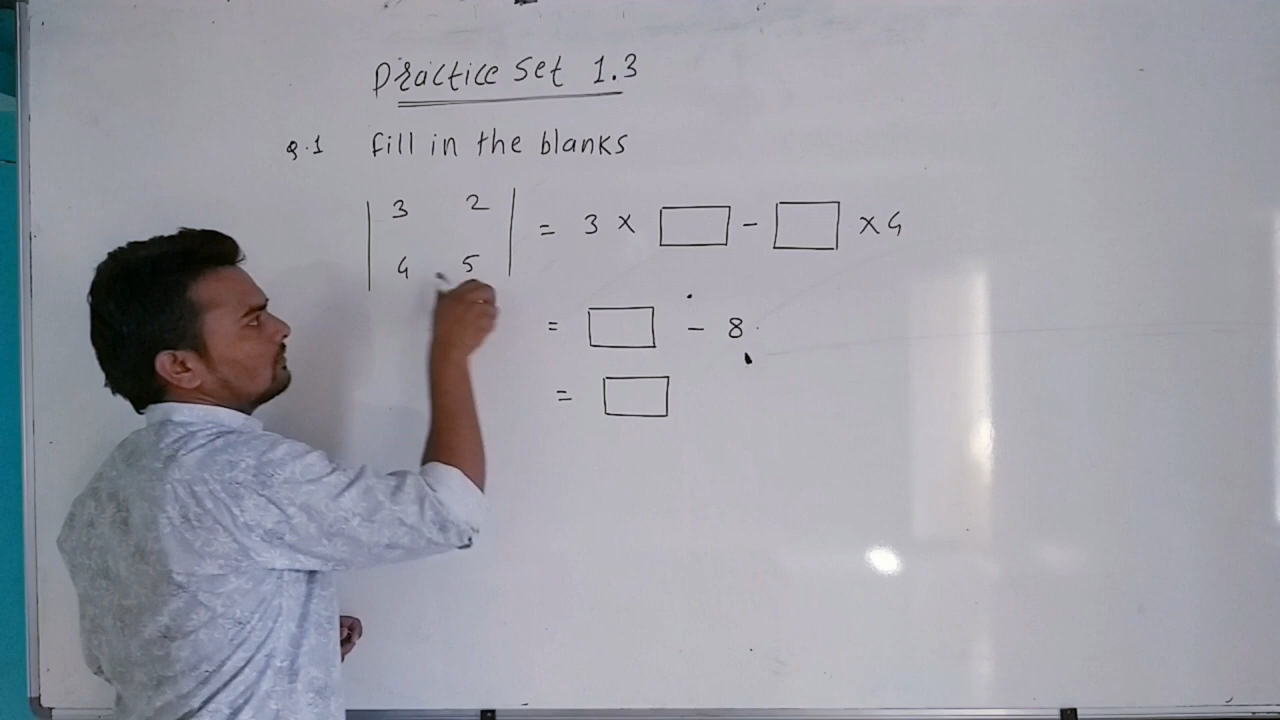 Practice Set 1.3
Q.1 fill in the blanks
| 3 2 | = 3 × □ - □ × 4
| 4 5 |
= □ - 8
= □